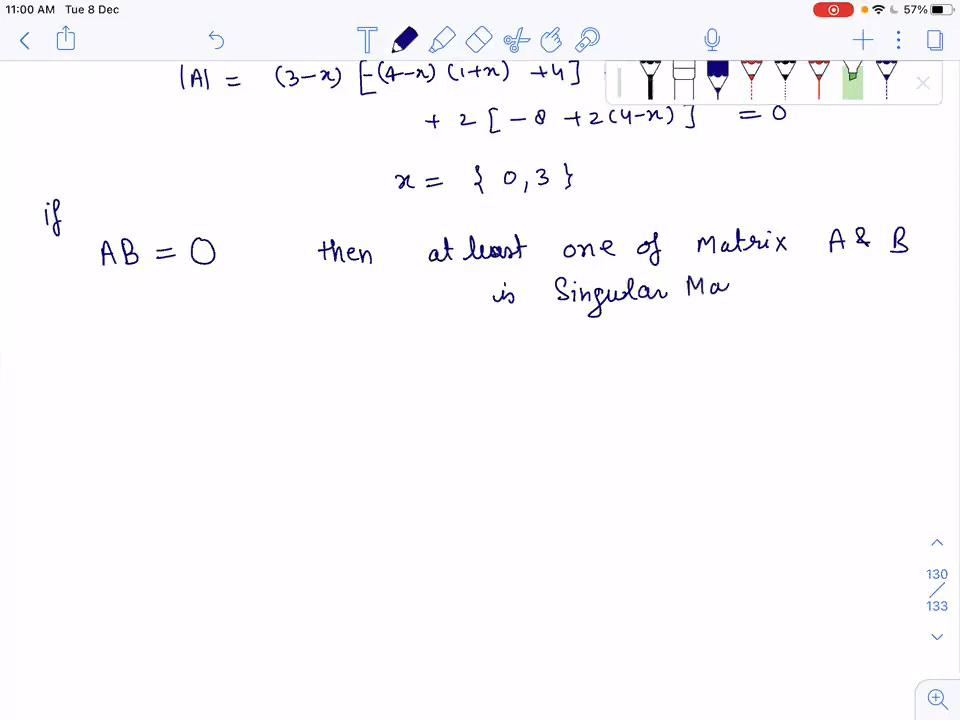 11:00 AM Tue 8 Dec 57%
T
|A| = (3-x) [-(4-x) (1+x) +4]
+ 2 [-8 +2(4-x)] = 0
x = { 0, 3 }
if
AB = O then at least one of Matrix A & B
is Singular Ma
130
/
133